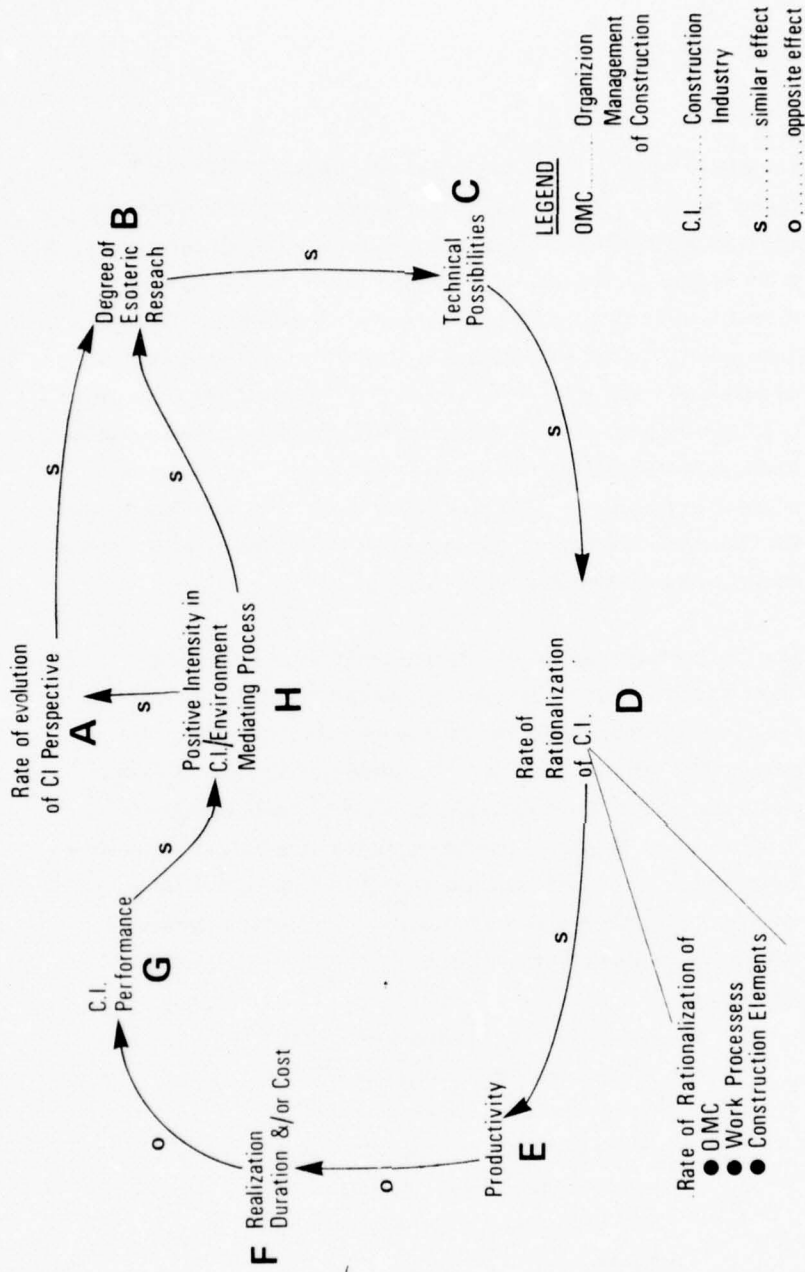 Rate of evolution
of CI Perspective
A
s
Degree of
Esoteric
Reseach
B
s
s
Positive Intensity in
C.I./Environment
Mediating Process
H
s
C.I.
Performance
G
s
o
F
Realization
Duration &/or Cost
o
Productivity
E
s
Rate of
Rationalization
of C.I.
D
s
Technical
Possibilities
C
s
.Rate of Rationalization of
● OMC
● Work Processess
● Construction Elements
LEGEND
OMC ........ Organizion
Management
of Construction
C.I. ........ Construction
Industry
s ........ similar effect
o ........ opposite effect